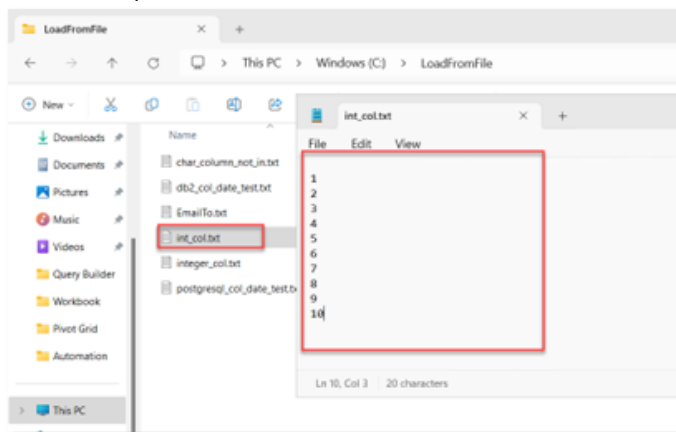 LoadFromFile
This PC > Windows (C:) > LoadFromFile
New
Downloads
Documents
Pictures
Music
Videos
Query Builder
Workbook
Pivot Grid
Automation
This PC
Name
char_column_not_in.txt
db2_col_date_test.txt
EmailTo.txt
int_col.txt
integer_col.txt
postgresql_col_date_test.tx
int_col.txt
File Edit View
1
2
3
4
5
6
7
8
9
10
Ln 10, Col 3 20 characters